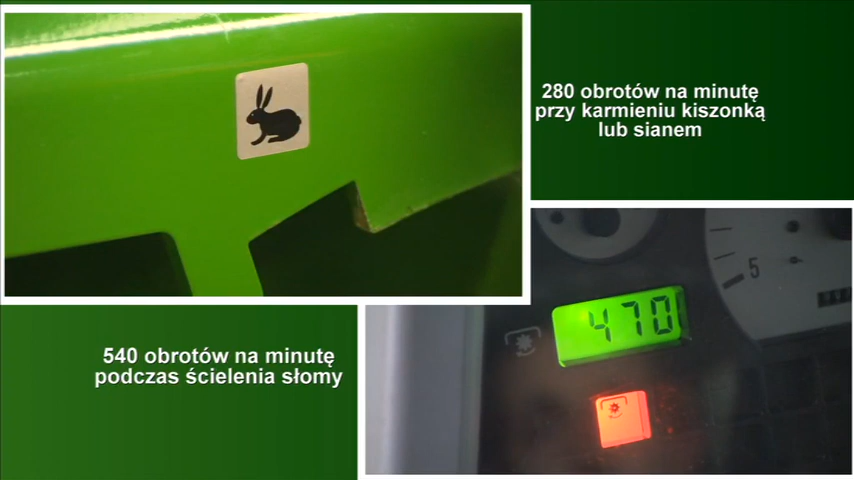 280 obrotów na minutę
przy karmieniu kiszonką
lub sianem
5
470
540 obrotów na minutę
podczas ścielenia słomy